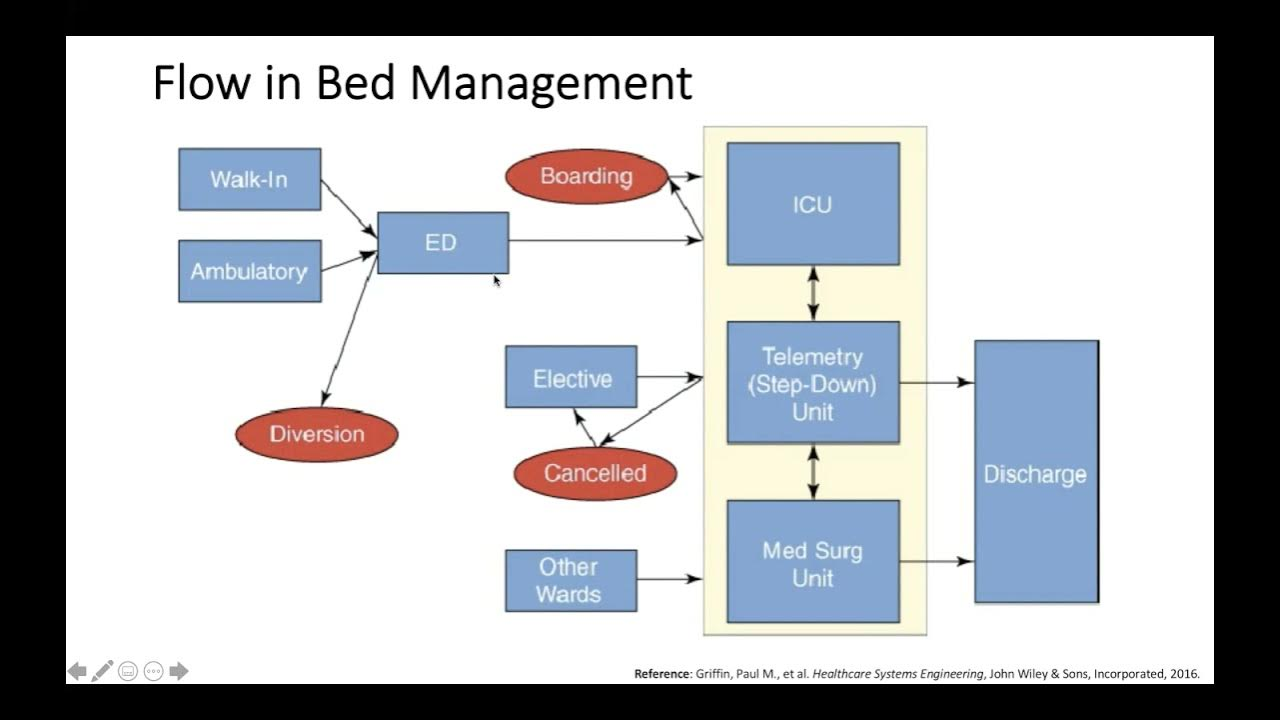 Flow in Bed Management
Walk-In
Ambulatory
ED
Diversion
Boarding
Elective
Cancelled
Other
Wards
ICU
Telemetry
(Step-Down)
Unit
Med Surg
Unit
Discharge
Reference: Griffin, Paul M., et al. Healthcare Systems Engineering, John Wiley & Sons, Incorporated, 2016.